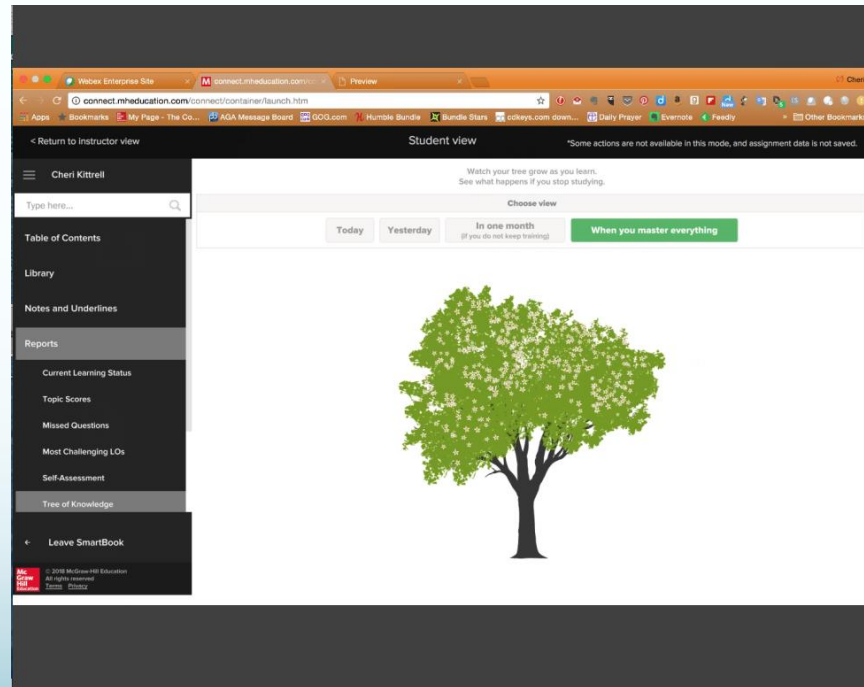 Webex Enterprise Site
connect.mheducation.com/co
Preview
Cheri
connect.mheducation.com/connect/container/launch.htm
Apps Bookmarks My Page - The Co... AGA Message Board GOG.com Humble Bundle Bundle Stars cdkeys.com down... Daily Prayer Evernote Feedly » Other Bookmarks
< Return to instructor view
Student view
*Some actions are not available in this mode, and assignment data is not saved.
Cheri Kittrell
Type here...
Table of Contents
Library
Notes and Underlines
Reports
Current Learning Status
Topic Scores
Missed Questions
Most Challenging LOs
Self-Assessment
Tree of Knowledge
Leave SmartBook
Mc
Graw
Hill
Education
© 2018 McGraw-Hill Education
All rights reserved
Terms Privacy
Watch your tree grow as you learn.
See what happens if you stop studying.
Choose view
Today
Yesterday
In one month
(if you do not keep training)
When you master everything